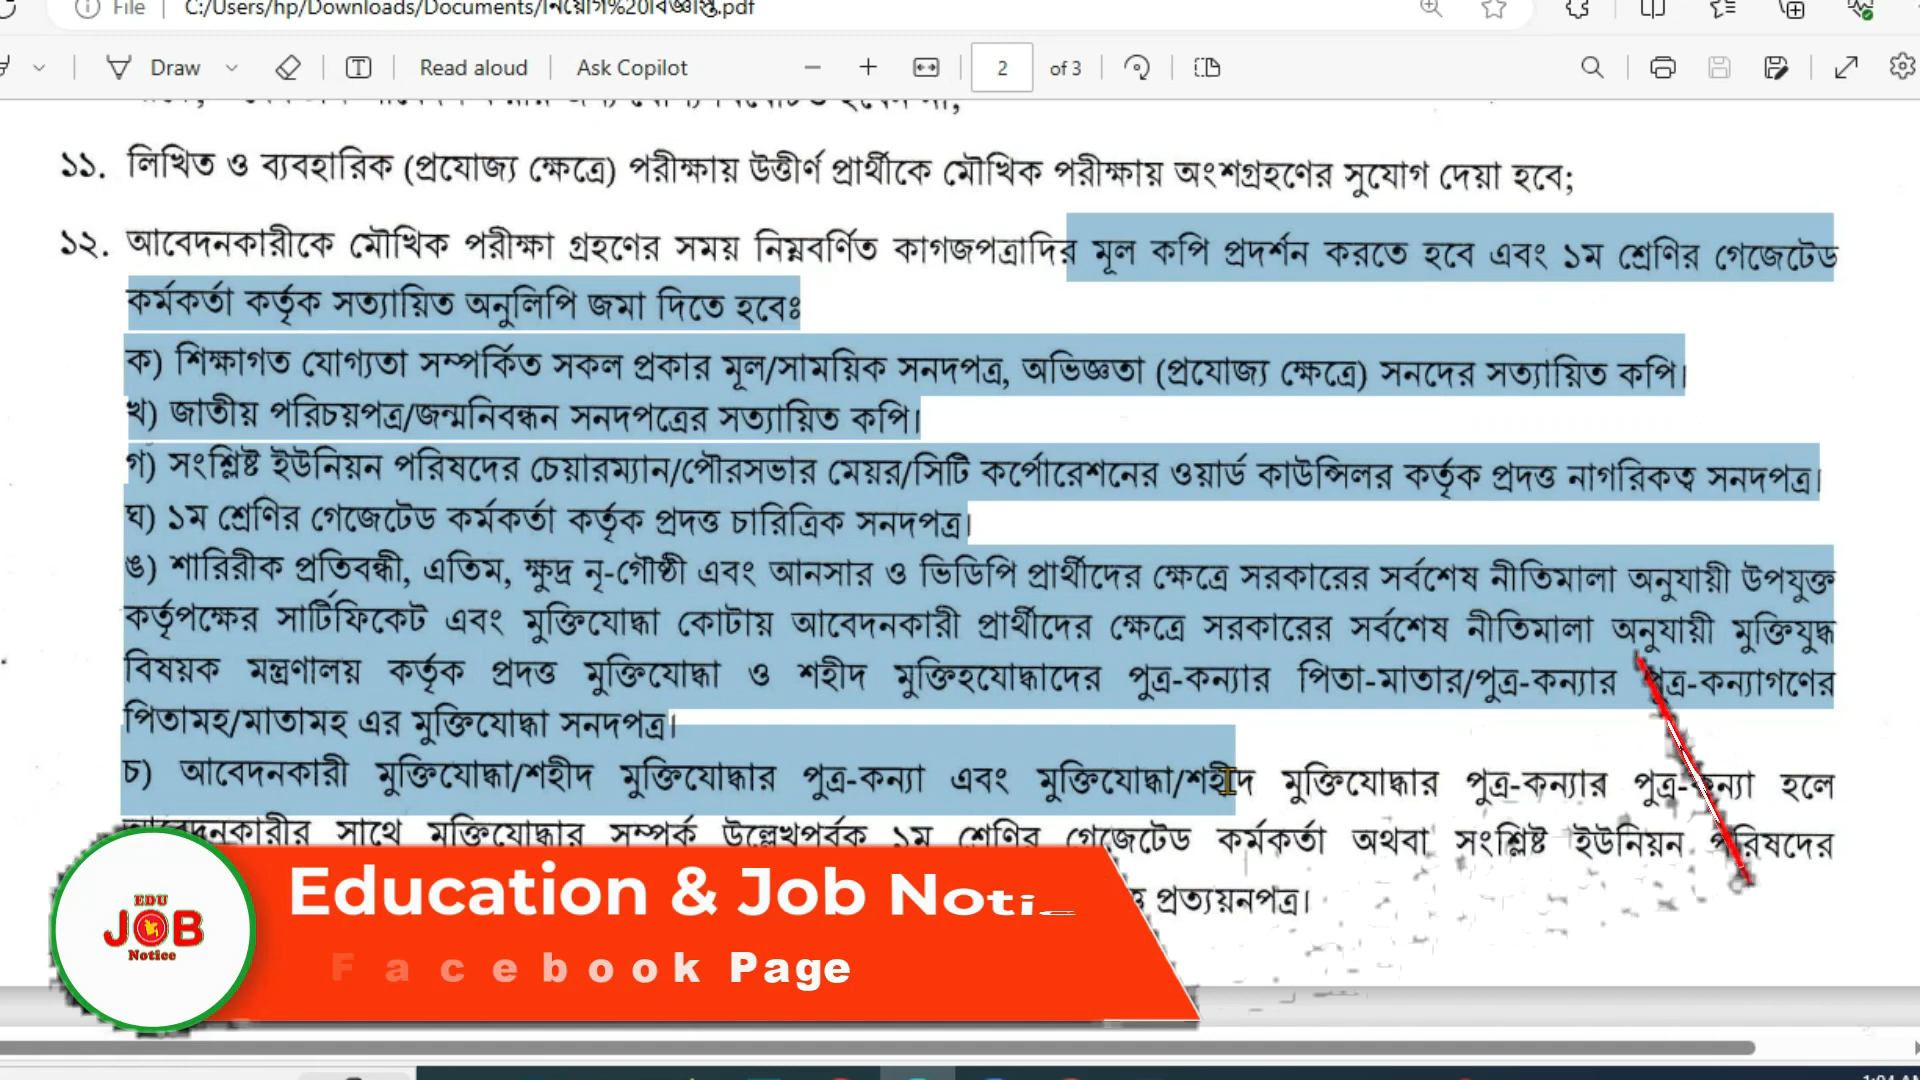 File C:/Users/hp/Downloads/Documents/নিয়োগ%20বিজ্ঞপ্তি.pdf
Draw Read aloud Ask Copilot 2 of 3
১১. লিখিত ও ব্যবহারিক (প্রযোজ্য ক্ষেত্রে) পরীক্ষায় উত্তীর্ণ প্রার্থীকে মৌখিক পরীক্ষায় অংশগ্রহণের সুযোগ দেয়া হবে;
১২. আবেদনকারীকে মৌখিক পরীক্ষা গ্রহণের সময় নিম্নবর্ণিত কাগজপত্রাদির মূল কপি প্রদর্শন করতে হবে এবং ১ম শ্রেণির গেজেটেড
কর্মকর্তা কর্তৃক সত্যায়িত অনুলিপি জমা দিতে হবেঃ
ক) শিক্ষাগত যোগ্যতা সম্পর্কিত সকল প্রকার মূল/সাময়িক সনদপত্র, অভিজ্ঞতা (প্রযোজ্য ক্ষেত্রে) সনদের সত্যায়িত কপি।
খ) জাতীয় পরিচয়পত্র/জন্মনিবন্ধন সনদপত্রের সত্যায়িত কপি।
গ) সংশ্লিষ্ট ইউনিয়ন পরিষদের চেয়ারম্যান/পৌরসভার মেয়র/সিটি কর্পোরেশনের ওয়ার্ড কাউন্সিলর কর্তৃক প্রদত্ত নাগরিকত্ব সনদপত্র।
ঘ) ১ম শ্রেণির গেজেটেড কর্মকর্তা কর্তৃক প্রদত্ত চারিত্রিক সনদপত্র।
ঙ) শারিরীক প্রতিবন্ধী, এতিম, ক্ষুদ্র নৃ-গৌষ্ঠী এবং আনসার ও ভিডিপি প্রার্থীদের ক্ষেত্রে সরকারের সর্বশেষ নীতিমালা অনুযায়ী উপযুক্ত
কর্তৃপক্ষের সার্টিফিকেট এবং মুক্তিযোদ্ধা কোটায় আবেদনকারী প্রার্থীদের ক্ষেত্রে সরকারের সর্বশেষ নীতিমালা অনুযায়ী মুক্তিযুদ্ধ
বিষয়ক মন্ত্রণালয় কর্তৃক প্রদত্ত মুক্তিযোদ্ধা ও শহীদ মুক্তিহযোদ্ধাদের পুত্র-কন্যার পিতা-মাতার/পুত্র-কন্যার পুত্র-কন্যাগণের
পিতামহ/মাতামহ এর মুক্তিযোদ্ধা সনদপত্র।
চ) আবেদনকারী মুক্তিযোদ্ধা/শহীদ মুক্তিযোদ্ধার পুত্র-কন্যা এবং মুক্তিযোদ্ধা/শহীদ মুক্তিযোদ্ধার পুত্র-কন্যার পুত্র-কন্যা হলে
আবেদনকারীর সাথে মুক্তিযোদ্ধার সম্পর্ক উল্লেখপূর্বক ১ম শ্রেণির গেজেটেড কর্মকর্তা অথবা সংশ্লিষ্ট ইউনিয়ন পরিষদের
প্রত্যয়নপত্র।
EDU
JOB
Notice
Education & Job Noti
Facebook Page